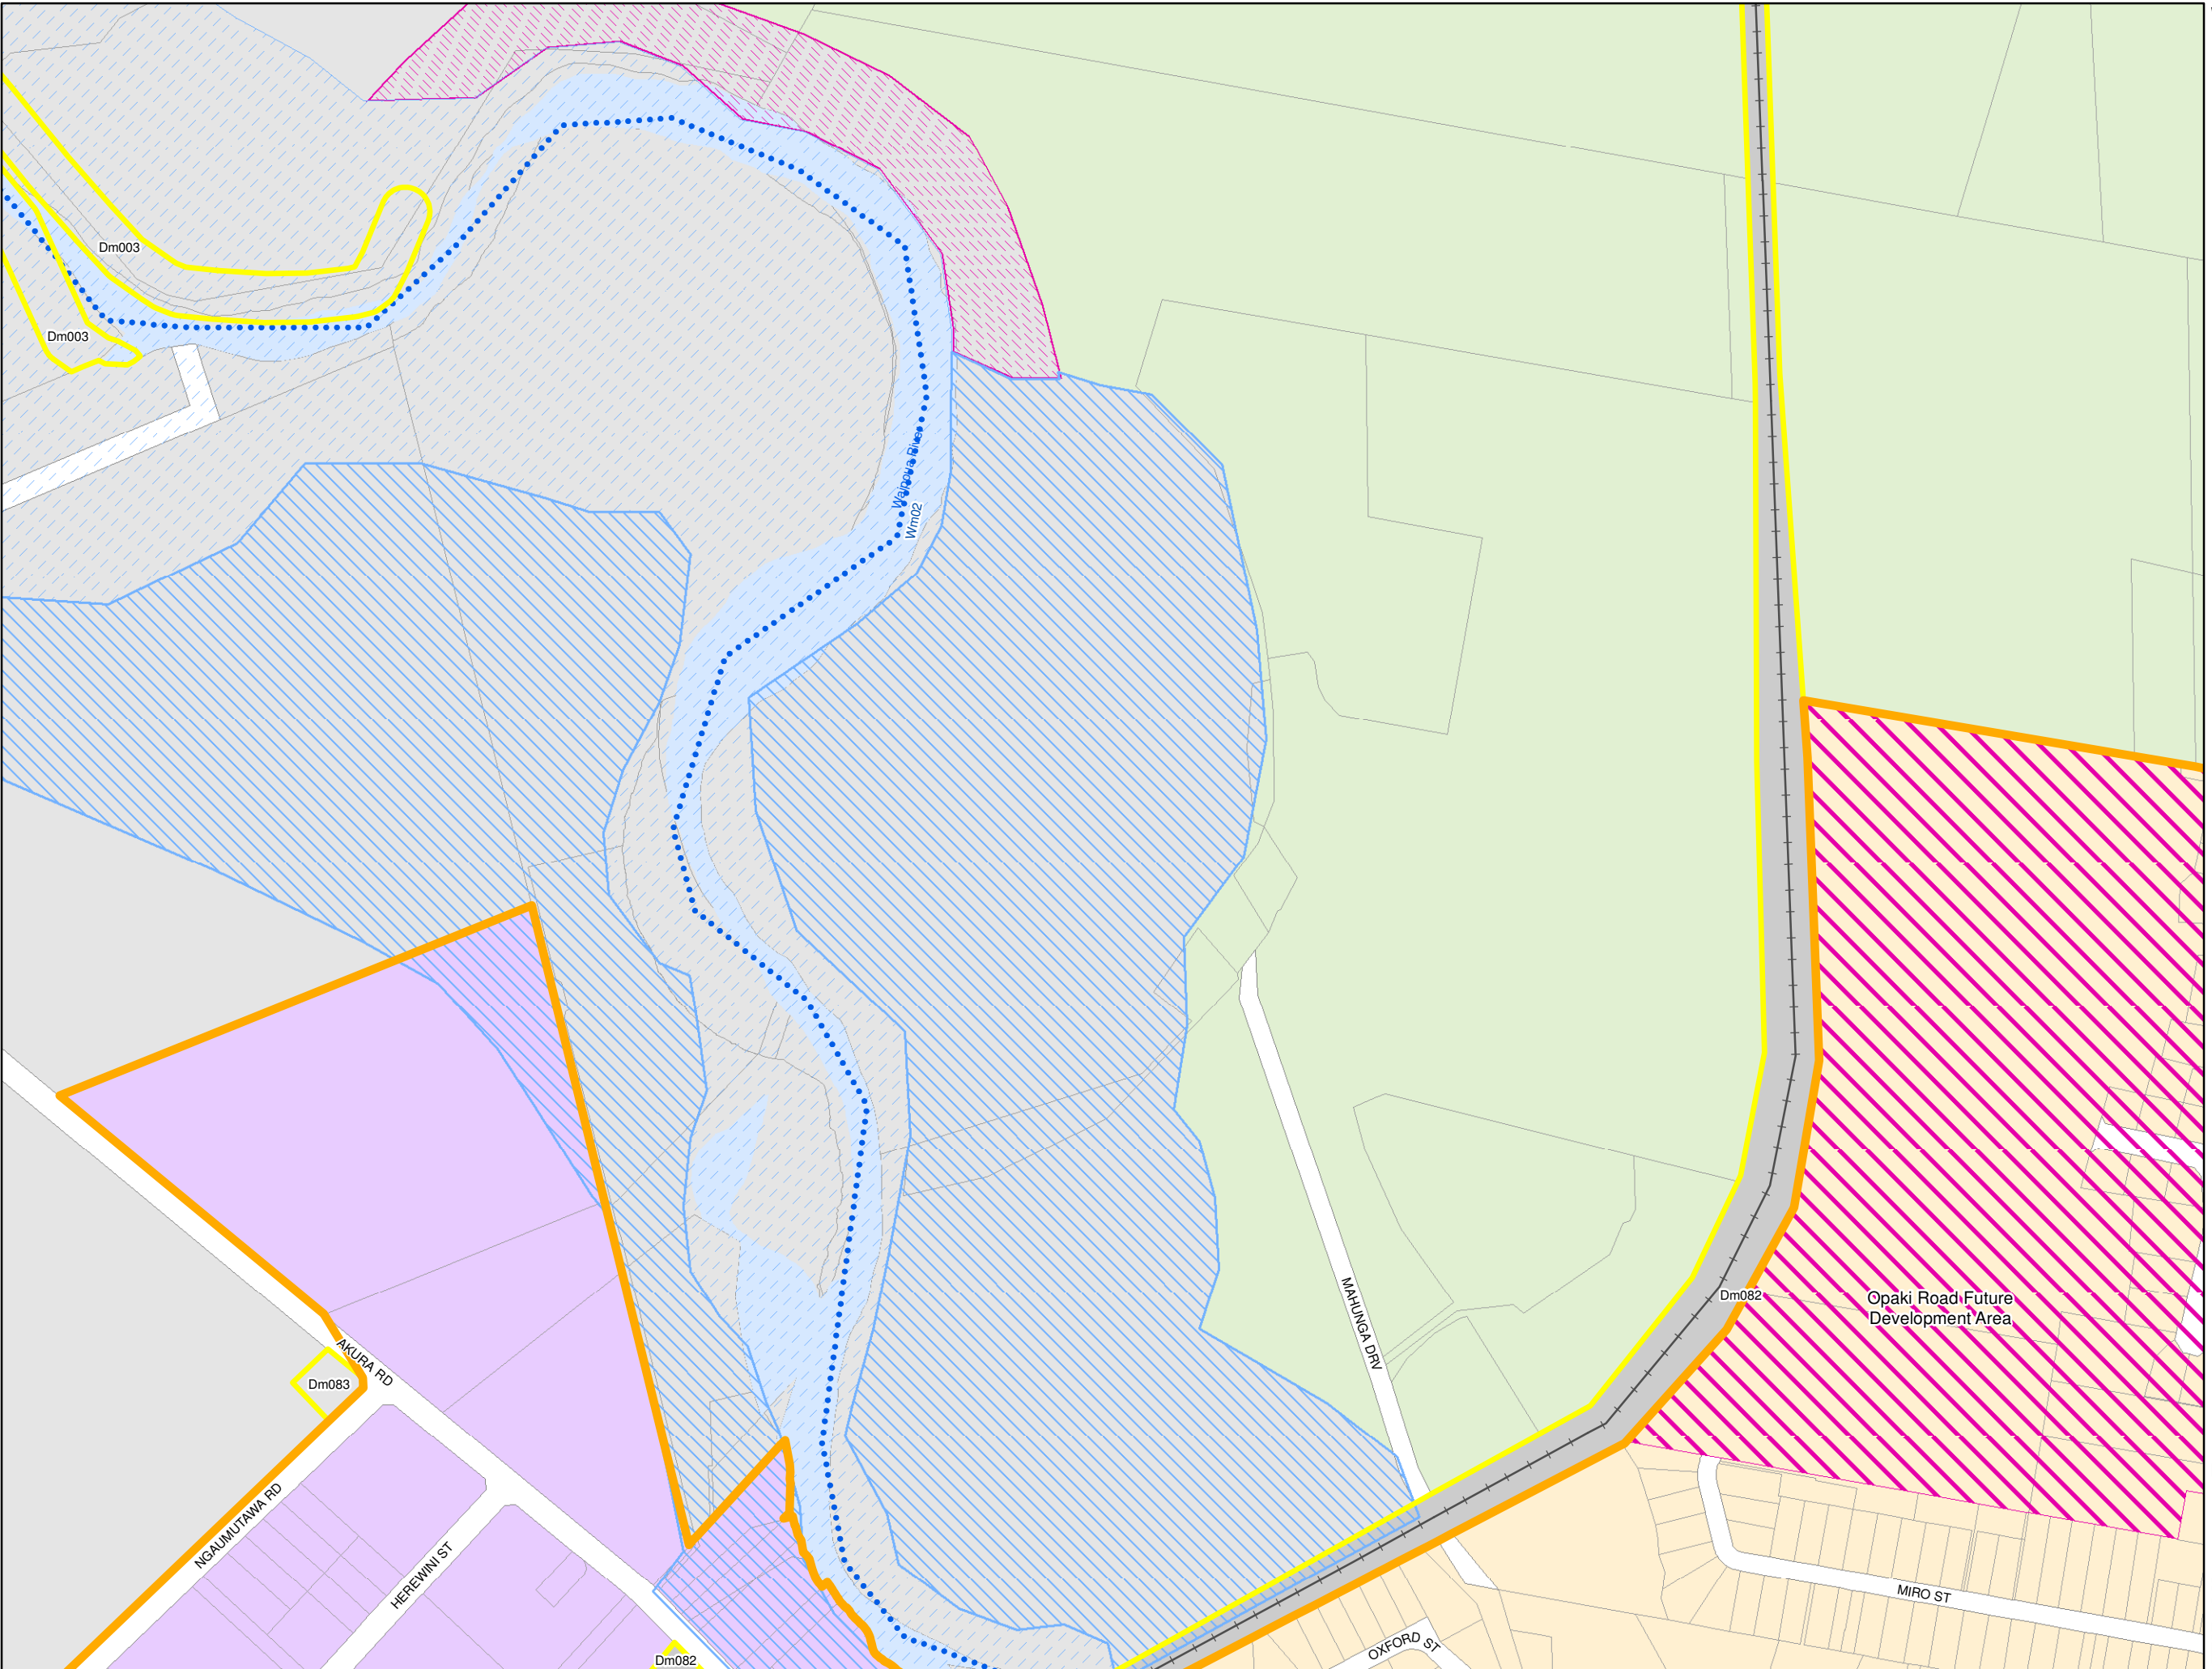 Dm003
Dm003
Waipoua River
Wm02
MAHUNGA DRV
Dm082
Opaki Road Future
Development Area
AKURA RD
Dm083
NGAUMUTAWA RD
HEREWINI ST
MIRO ST
OXFORD ST
Dm082